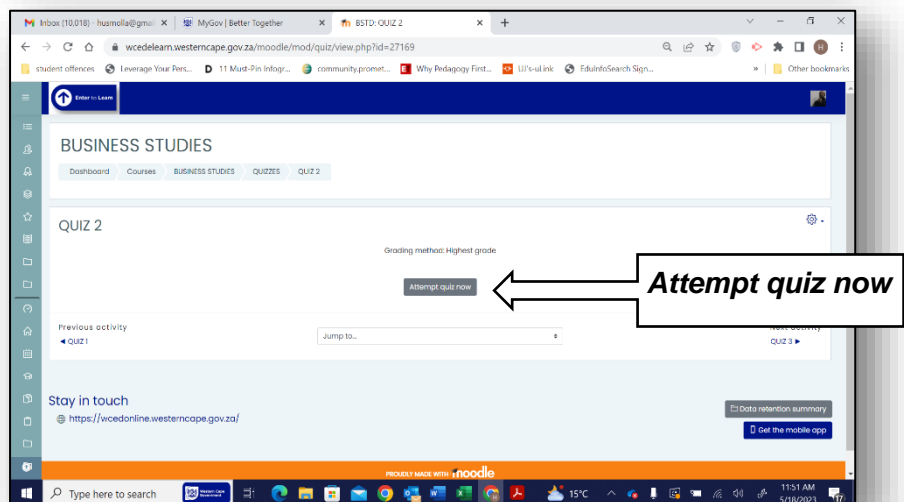 Inbox (10,018) - husmolla@gmai
MyGov | Better Together
BSTD: QUIZ 2
wcedelearn.westerncape.gov.za/moodle/mod/quiz/view.php?id=27169
student offences
Leverage Your Pers...
11 Must-Pin Infogr...
community.promet...
Why Pedagogy First...
UJ's-uLink
EduInfoSearch Sign...
»
Other bookmarks
Enter to Learn
BUSINESS STUDIES
Dashboard Courses BUSINESS STUDIES QUIZZES QUIZ 2
QUIZ 2
Grading method: Highest grade
Attempt quiz now
Attempt quiz now
Previous activity
◄ QUIZ 1
Jump to...
QUIZ 3 ►
Stay in touch
https://wcedonline.westerncape.gov.za/
Data retention summary
Get the mobile app
PROUDLY MADE WITH moodle
Type here to search
15°C
11:51 AM
5/18/2023
17